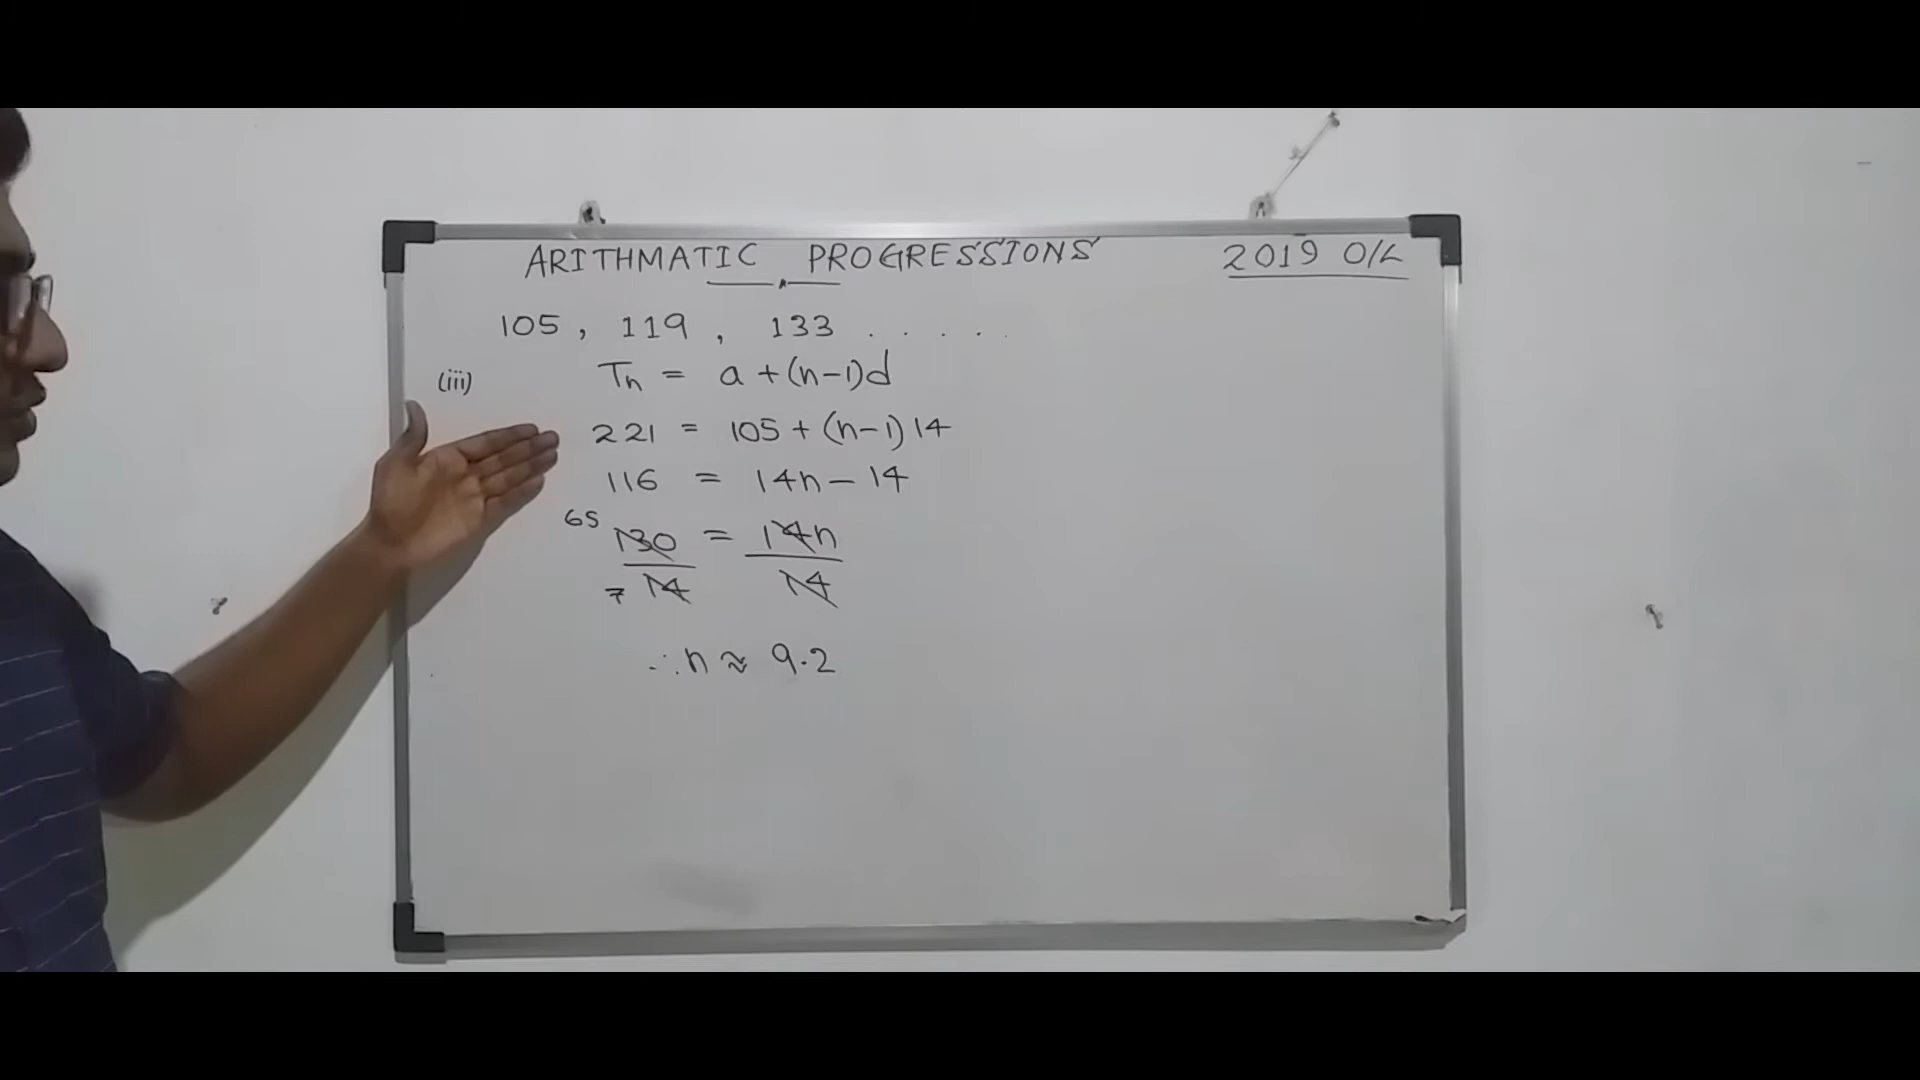 ARITHMATIC PROGRESSIONS 2019 O/L
105, 119, 133 . . . . .
(iii) Tn = a + (n-1)d
221 = 105 + (n-1) 14
116 = 14n - 14
65 130 = 14n
7 14 14
∴ n ≈ 9.2